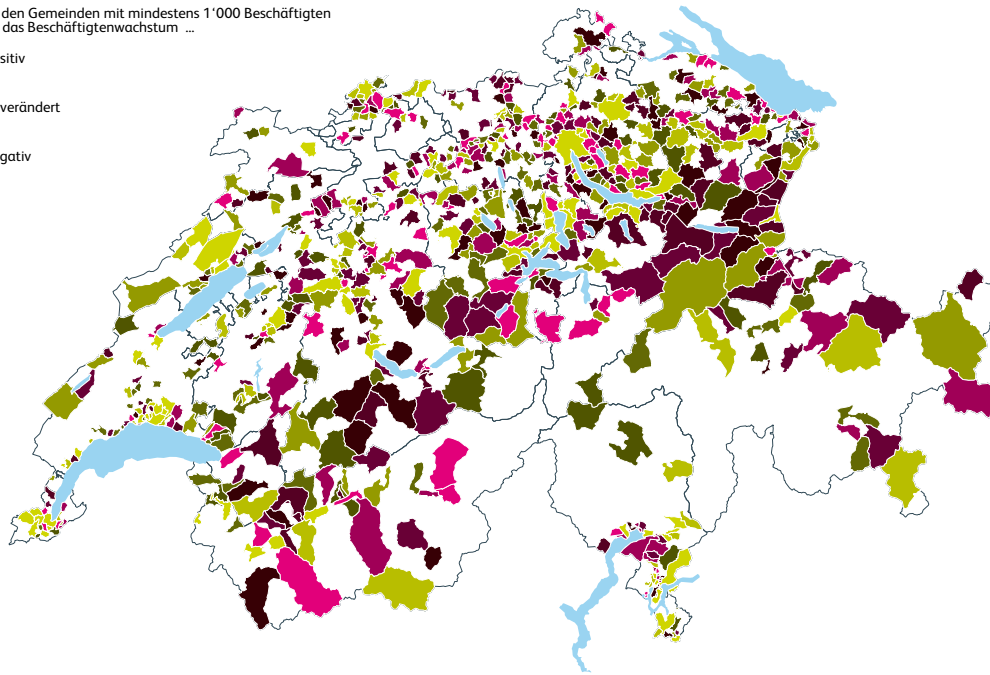 den Gemeinden mit mindestens 1'000 Beschäftigten
das Beschäftigtenwachstum ...
sitiv
verändert
gativ